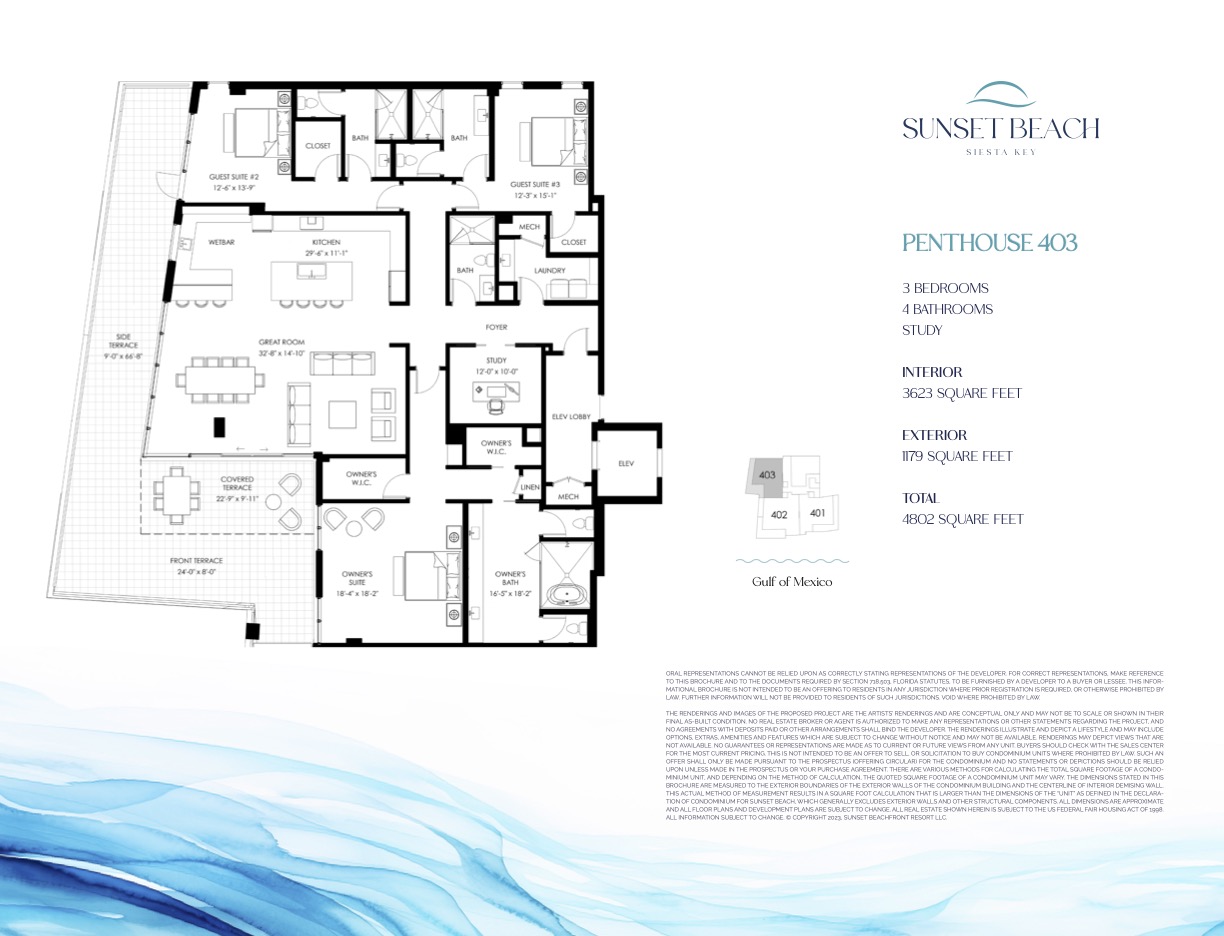 SUNSET BEACH
SIESTA KEY
PENTHOUSE 403
3 BEDROOMS
4 BATHROOMS
STUDY
INTERIOR
3623 SQUARE FEET
EXTERIOR
1179 SQUARE FEET
TOTAL
4802 SQUARE FEET
GUEST SUITE #2
12'-6" x 13'-9"
CLOSET
BATH
BATH
GUEST SUITE #3
12'-3" x 15'-1"
WETBAR
KITCHEN
29'-6" x 11'-1"
MECH
CLOSET
BATH
LAUNDRY
FOYER
SIDE
TERRACE
9'-0" x 66'-8"
GREAT ROOM
32'-8" x 14'-10"
STUDY
12'-0" x 10'-0"
ELEV LOBBY
OWNER'S
W.I.C.
ELEV
OWNER'S
W.I.C.
LINEN
MECH
COVERED
TERRACE
22'-9" x 9'-11"
FRONT TERRACE
24'-0" x 8'-0"
OWNER'S
SUITE
18'-4" x 18'-2"
OWNER'S
BATH
16'-5" x 18'-2"
403
402
401
Gulf of Mexico
ORAL REPRESENTATIONS CANNOT BE RELIED UPON AS CORRECTLY STATING REPRESENTATIONS OF THE DEVELOPER. FOR CORRECT REPRESENTATIONS, MAKE REFERENCE
TO THIS BROCHURE AND TO THE DOCUMENTS REQUIRED BY SECTION 718.503, FLORIDA STATUTES, TO BE FURNISHED BY A DEVELOPER TO A BUYER OR LESSEE. THIS INFOR-
MATIONAL BROCHURE IS NOT INTENDED TO BE AN OFFERING TO RESIDENTS IN ANY JURISDICTION WHERE PRIOR REGISTRATION IS REQUIRED, OR OTHERWISE PROHIBITED BY
LAW. FURTHER INFORMATION WILL NOT BE PROVIDED TO RESIDENTS OF SUCH JURISDICTIONS. VOID WHERE PROHIBITED BY LAW.
THE RENDERINGS AND IMAGES OF THE PROPOSED PROJECT ARE THE ARTISTS' RENDERINGS AND ARE CONCEPTUAL ONLY AND MAY NOT BE TO SCALE OR SHOWN IN THEIR
FINAL AS-BUILT CONDITION. NO REAL ESTATE BROKER OR AGENT IS AUTHORIZED TO MAKE ANY REPRESENTATIONS OR OTHER STATEMENTS REGARDING THE PROJECT, AND
NO AGREEMENTS WITH DEPOSITS PAID OR OTHER ARRANGEMENTS SHALL BIND THE DEVELOPER. THE RENDERINGS ILLUSTRATE AND DEPICT A LIFESTYLE AND MAY INCLUDE
OPTIONS, EXTRAS, AMENITIES AND FEATURES WHICH ARE SUBJECT TO CHANGE WITHOUT NOTICE AND MAY NOT BE AVAILABLE. RENDERINGS MAY DEPICT VIEWS THAT ARE
NOT AVAILABLE. NO GUARANTEES OR REPRESENTATIONS ARE MADE AS TO CURRENT OR FUTURE VIEWS FROM ANY UNIT. BUYERS SHOULD CHECK WITH THE SALES CENTER
FOR THE MOST CURRENT PRICING. THIS IS NOT INTENDED TO BE AN OFFER TO SELL, OR SOLICITATION TO BUY CONDOMINIUM UNITS WHERE PROHIBITED BY LAW. SUCH AN
OFFER SHALL ONLY BE MADE PURSUANT TO THE PROSPECTUS (OFFERING CIRCULAR) FOR THE CONDOMINIUM AND NO STATEMENTS OR DEPICTIONS SHOULD BE RELIED
UPON UNLESS MADE IN THE PROSPECTUS OR YOUR PURCHASE AGREEMENT. THERE ARE VARIOUS METHODS FOR CALCULATING THE TOTAL SQUARE FOOTAGE OF A CONDO-
MINIUM UNIT, AND DEPENDING ON THE METHOD OF CALCULATION, THE QUOTED SQUARE FOOTAGE OF A CONDOMINIUM UNIT MAY VARY. THE DIMENSIONS STATED IN THIS
BROCHURE ARE MEASURED TO THE EXTERIOR BOUNDARIES OF THE EXTERIOR WALLS OF THE CONDOMINIUM BUILDING AND THE CENTERLINE OF INTERIOR DEMISING WALL.
THIS ACTUAL METHOD OF MEASUREMENT RESULTS IN A SQUARE FOOT CALCULATION THAT IS LARGER THAN THE DIMENSIONS OF THE "UNIT" AS DEFINED IN THE DECLARA-
TION OF CONDOMINIUM FOR SUNSET BEACH, WHICH GENERALLY EXCLUDES EXTERIOR WALLS AND OTHER STRUCTURAL COMPONENTS. ALL DIMENSIONS ARE APPROXIMATE
AND ALL FLOOR PLANS AND DEVELOPMENT PLANS ARE SUBJECT TO CHANGE. ALL REAL ESTATE SHOWN HEREIN IS SUBJECT TO THE US FEDERAL FAIR HOUSING ACT OF 1998.
ALL INFORMATION SUBJECT TO CHANGE. © COPYRIGHT 2023, SUNSET BEACHFRONT RESORT LLC.